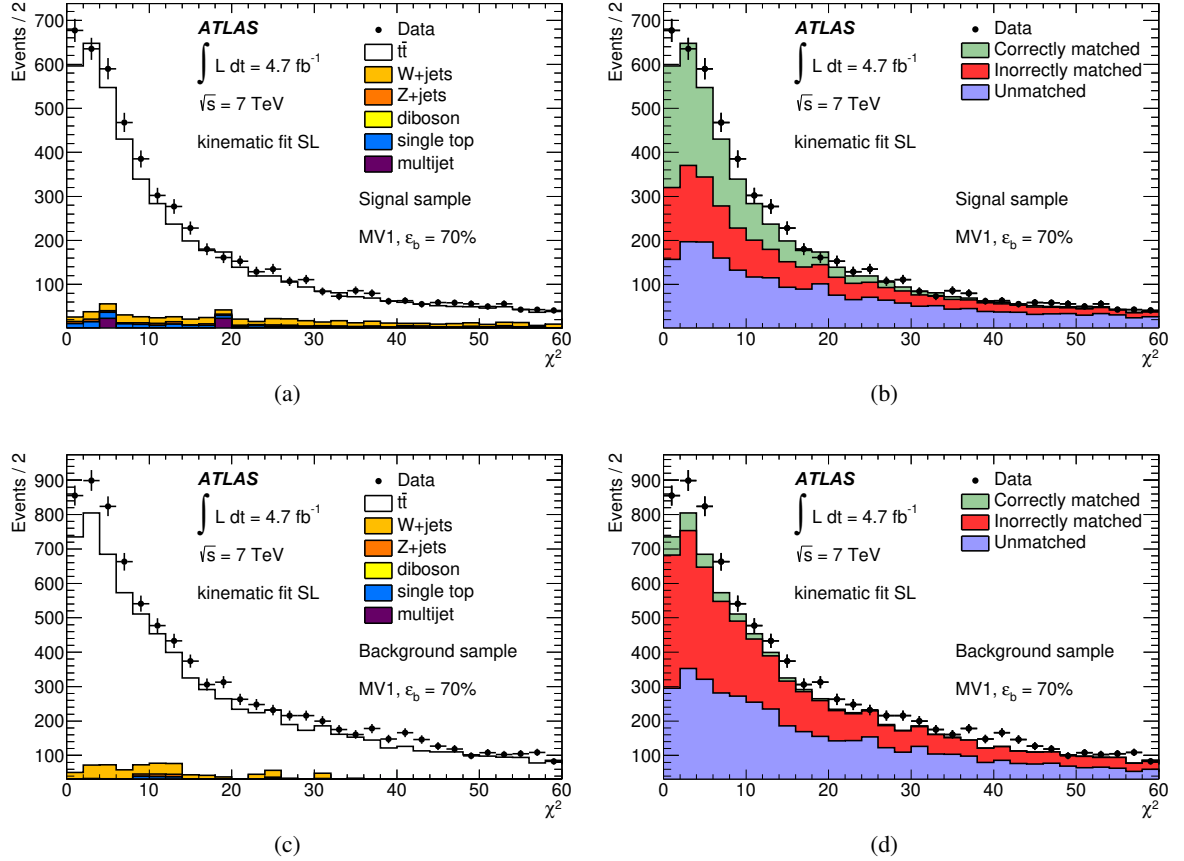 Events / 2
700
600
500
400
300
200
100
0 10 20 30 40 50 60
χ²
ATLAS
∫ L dt = 4.7 fb⁻¹
√s = 7 TeV
kinematic fit SL
Data
tt̄
W+jets
Z+jets
diboson
single top
multijet
Signal sample
MV1, ε_b = 70%
(a)
Events / 2
700
600
500
400
300
200
100
0 10 20 30 40 50 60
χ²
ATLAS
∫ L dt = 4.7 fb⁻¹
√s = 7 TeV
kinematic fit SL
Data
Correctly matched
Inorrectly matched
Unmatched
Signal sample
MV1, ε_b = 70%
(b)
Events / 2
900
800
700
600
500
400
300
200
100
0 10 20 30 40 50 60
χ²
ATLAS
∫ L dt = 4.7 fb⁻¹
√s = 7 TeV
kinematic fit SL
Data
tt̄
W+jets
Z+jets
diboson
single top
multijet
Background sample
MV1, ε_b = 70%
(c)
Events / 2
900
800
700
600
500
400
300
200
100
0 10 20 30 40 50 60
χ²
ATLAS
∫ L dt = 4.7 fb⁻¹
√s = 7 TeV
kinematic fit SL
Data
Correctly matched
Inorrectly matched
Unmatched
Background sample
MV1, ε_b = 70%
(d)